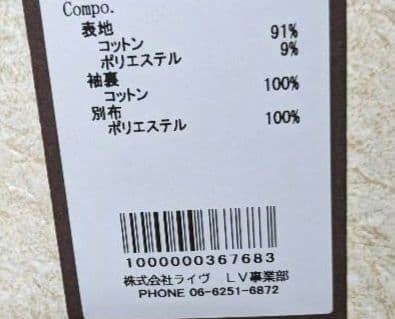 Compo.
表地
コットン 91%
ポリエステル 9%
袖裏
コットン 100%
別布
ポリエステル 100%
1000000367683
株式会社ライヴ ＬＶ事業部
PHONE 06-6251-6872